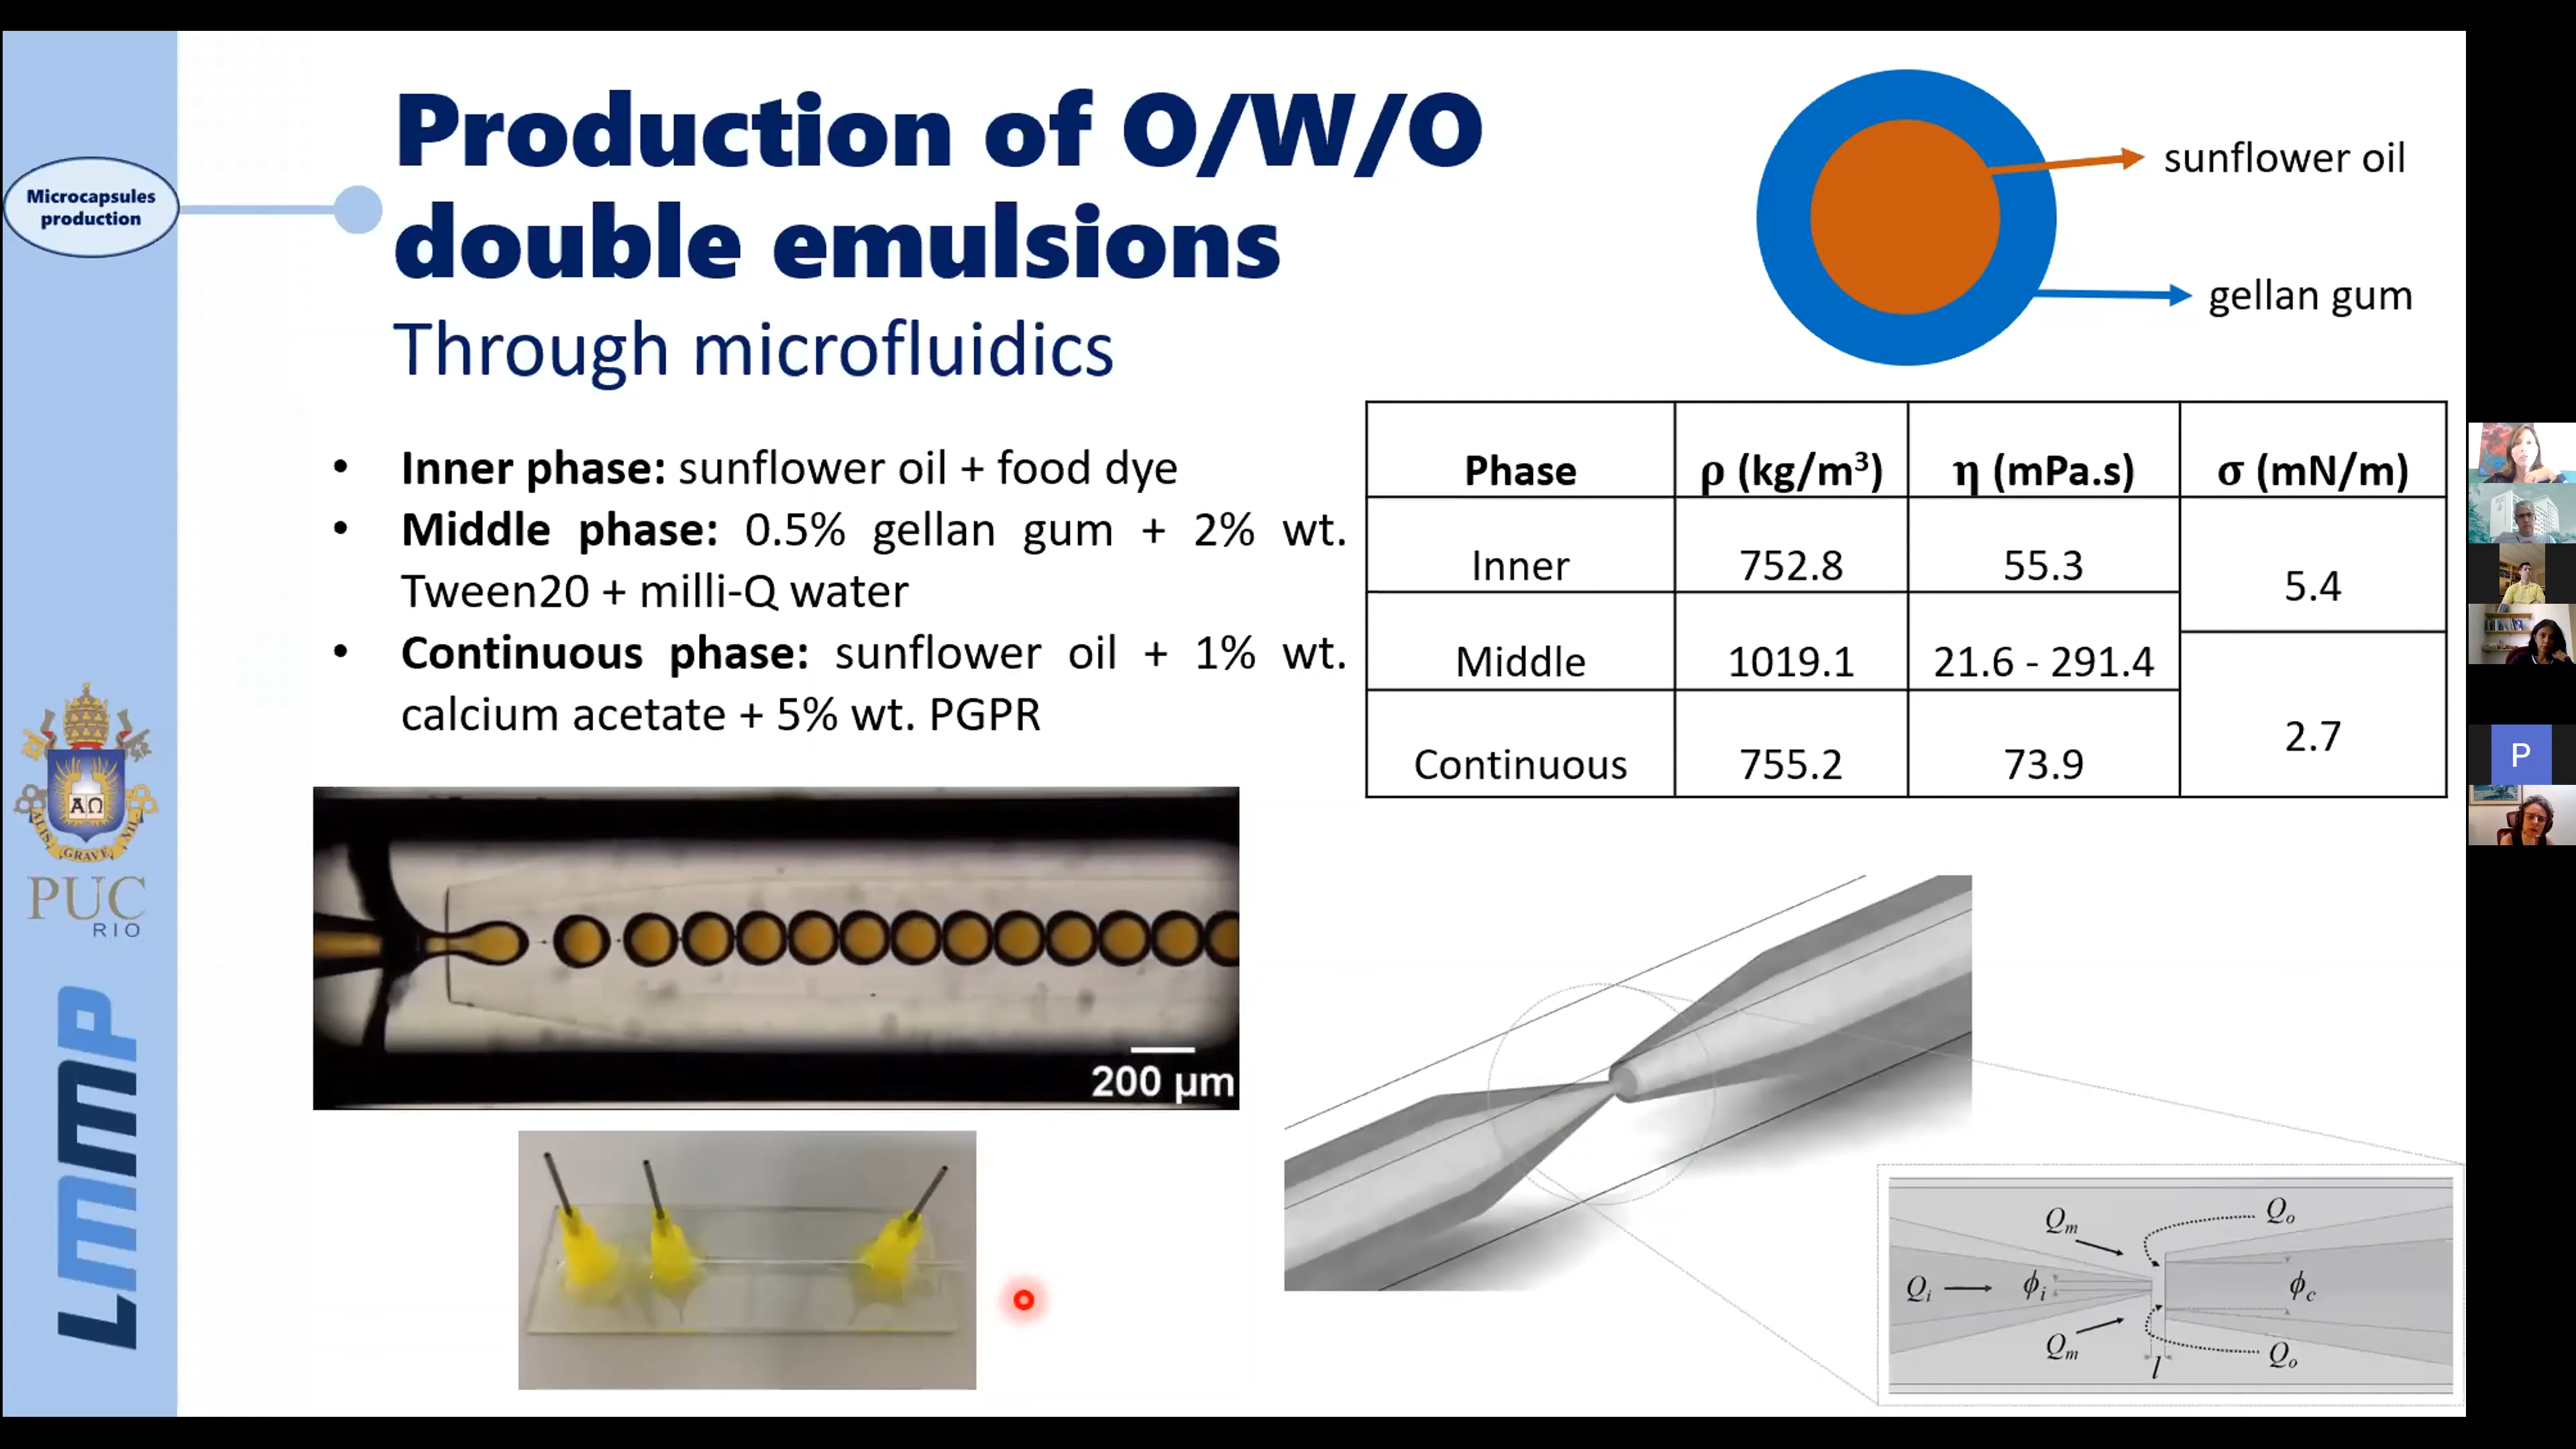 Microcapsules
production
Production of O/W/O
double emulsions
Through microfluidics
sunflower oil
gellan gum
• Inner phase: sunflower oil + food dye
• Middle phase: 0.5% gellan gum + 2% wt.
Tween20 + milli-Q water
• Continuous phase: sunflower oil + 1% wt.
calcium acetate + 5% wt. PGPR
Phase ρ (kg/m³) η (mPa.s) σ (mN/m)
Inner 752.8 55.3 5.4
Middle 1019.1 21.6 - 291.4
Continuous 755.2 73.9 2.7
200 µm
ΑΩ
ALIS GRAVE NIL
PUC
RIO
LMMP
P
Qm Qo
Qi ϕi ϕc
Qm Qo
l